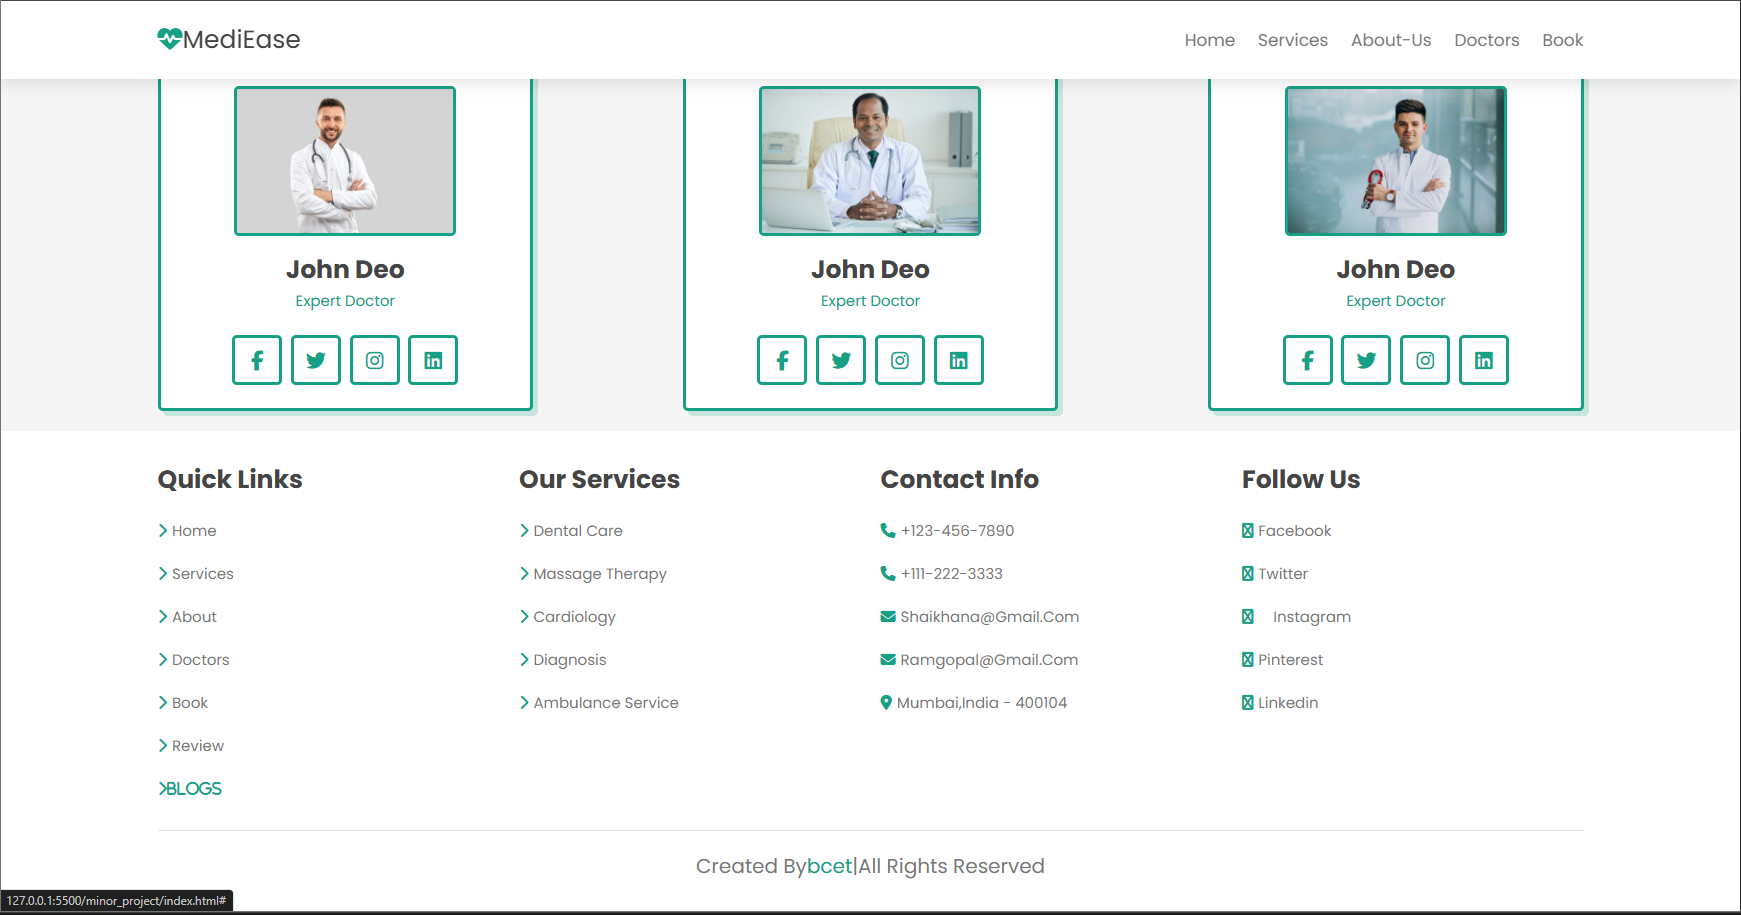 MediEase
Home Services About-Us Doctors Book
John Deo John Deo John Deo
Expert Doctor Expert Doctor Expert Doctor
Quick Links
Home
Services
About
Doctors
Book
Review
BLOGS
Our Services
Dental Care
Massage Therapy
Cardiology
Diagnosis
Ambulance Service
Contact Info
+123-456-7890
+111-222-3333
Shaikhana@Gmail.Com
Ramgopal@Gmail.Com
Mumbai,India - 400104
Follow Us
Facebook
Twitter
Instagram
Pinterest
Linkedin
Created Bybcet|All Rights Reserved
127.0.0.1:5500/minor_project/index.html#